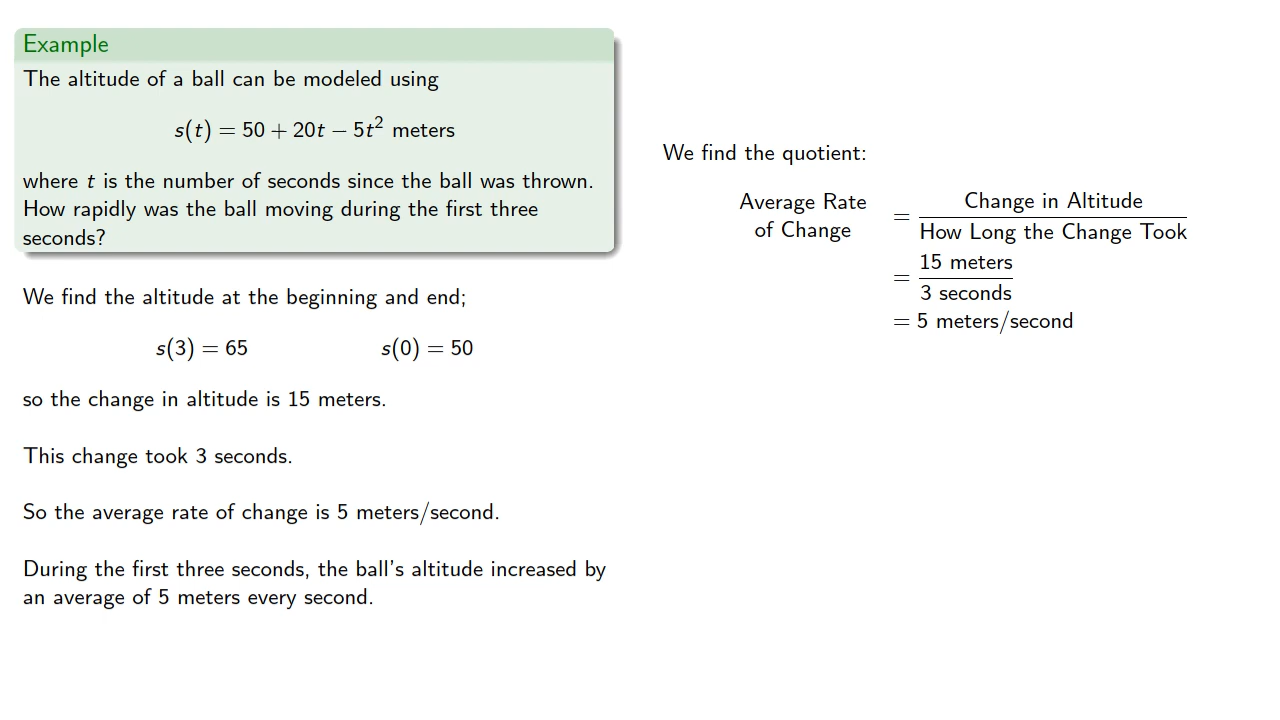 Example
The altitude of a ball can be modeled using
s(t) = 50 + 20t − 5t² meters
where t is the number of seconds since the ball was thrown.
How rapidly was the ball moving during the first three
seconds?
We find the altitude at the beginning and end;
s(3) = 65 s(0) = 50
so the change in altitude is 15 meters.
This change took 3 seconds.
So the average rate of change is 5 meters/second.
During the first three seconds, the ball's altitude increased by
an average of 5 meters every second.
We find the quotient:
Average Rate
of Change
=
Change in Altitude
How Long the Change Took
=
15 meters
3 seconds
= 5 meters/second